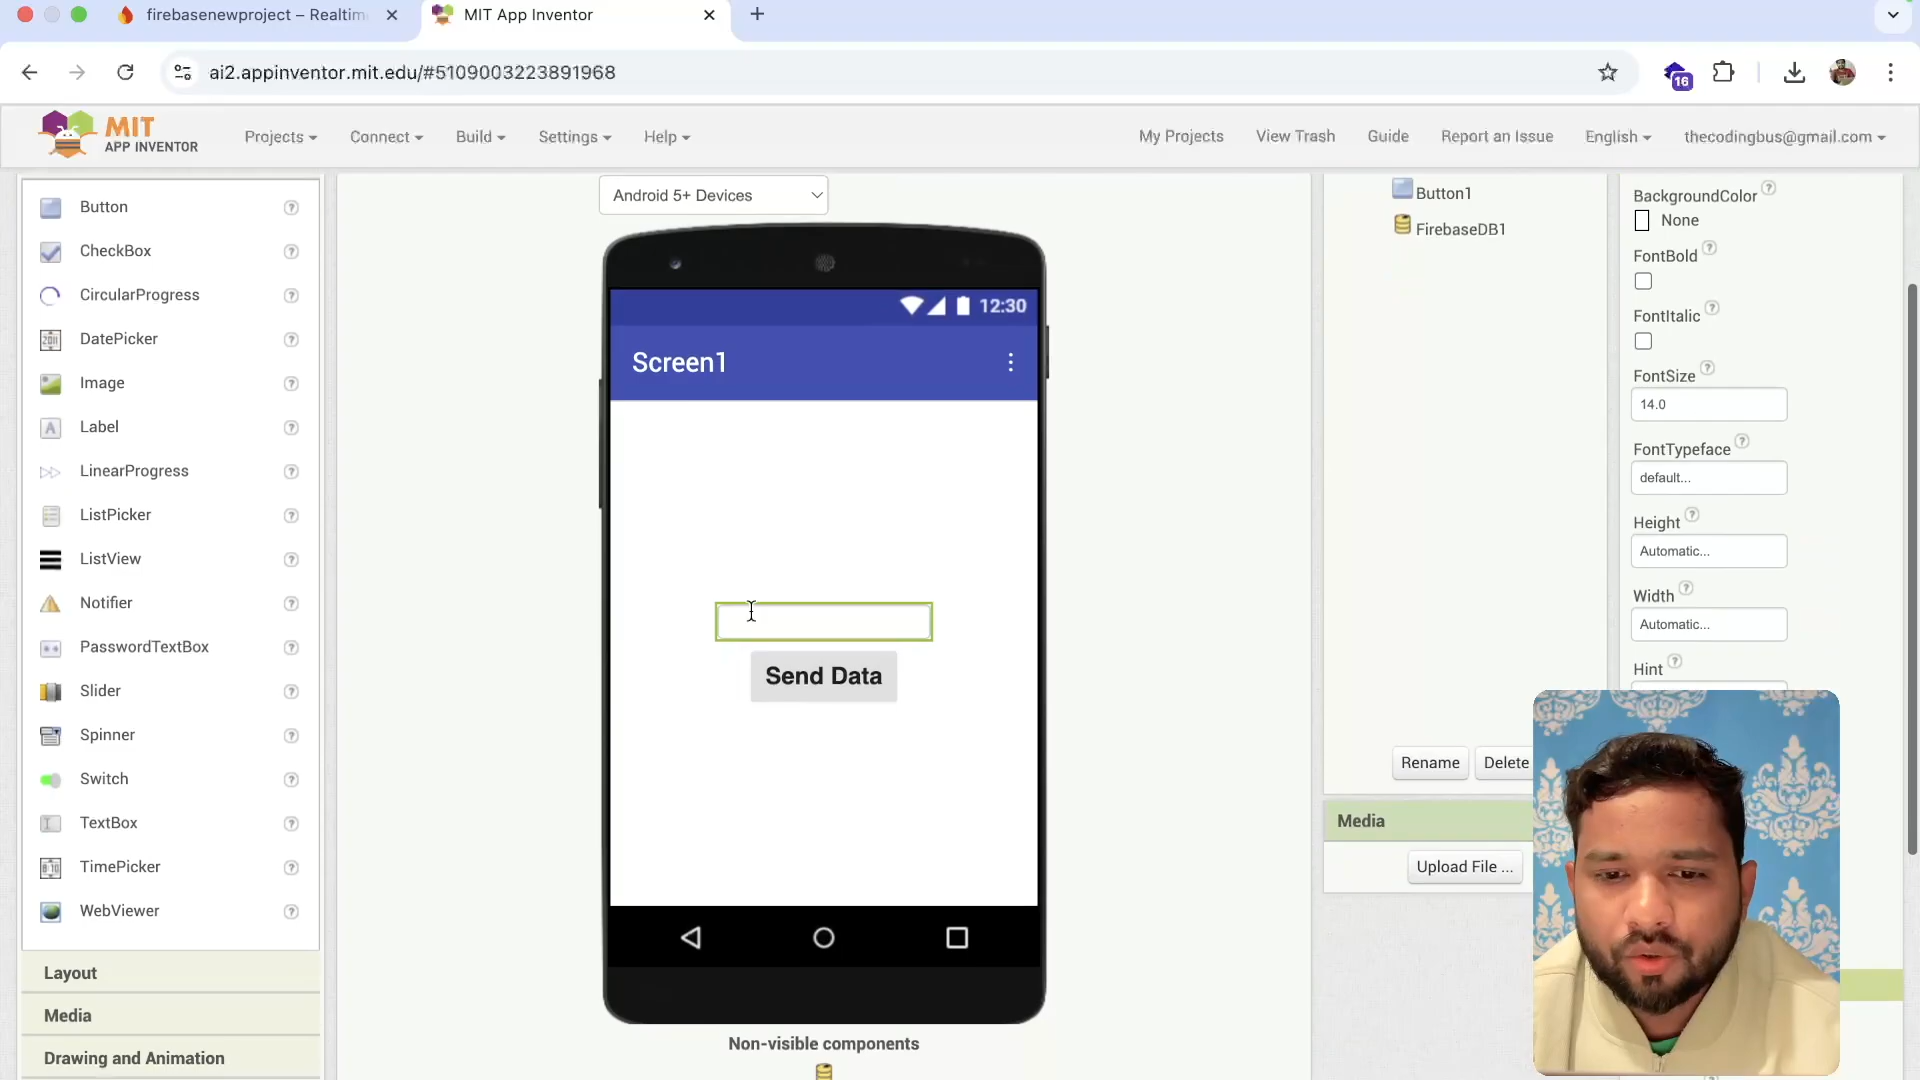 firebasenewproject – Realtim
MIT App Inventor
ai2.appinventor.mit.edu/#5109003223891968
16
MIT
APP INVENTOR
Projects
Connect
Build
Settings
Help
My Projects
View Trash
Guide
Report an Issue
English
thecodingbus@gmail.com
Button
CheckBox
CircularProgress
DatePicker
Image
Label
LinearProgress
ListPicker
ListView
Notifier
PasswordTextBox
Slider
Spinner
Switch
TextBox
TimePicker
WebViewer
Layout
Media
Drawing and Animation
Android 5+ Devices
12:30
Screen1
Send Data
Non-visible components
Button1
FirebaseDB1
Rename
Delete
Media
Upload File ...
BackgroundColor
None
FontBold
FontItalic
FontSize
14.0
FontTypeface
default...
Height
Automatic...
Width
Automatic...
Hint